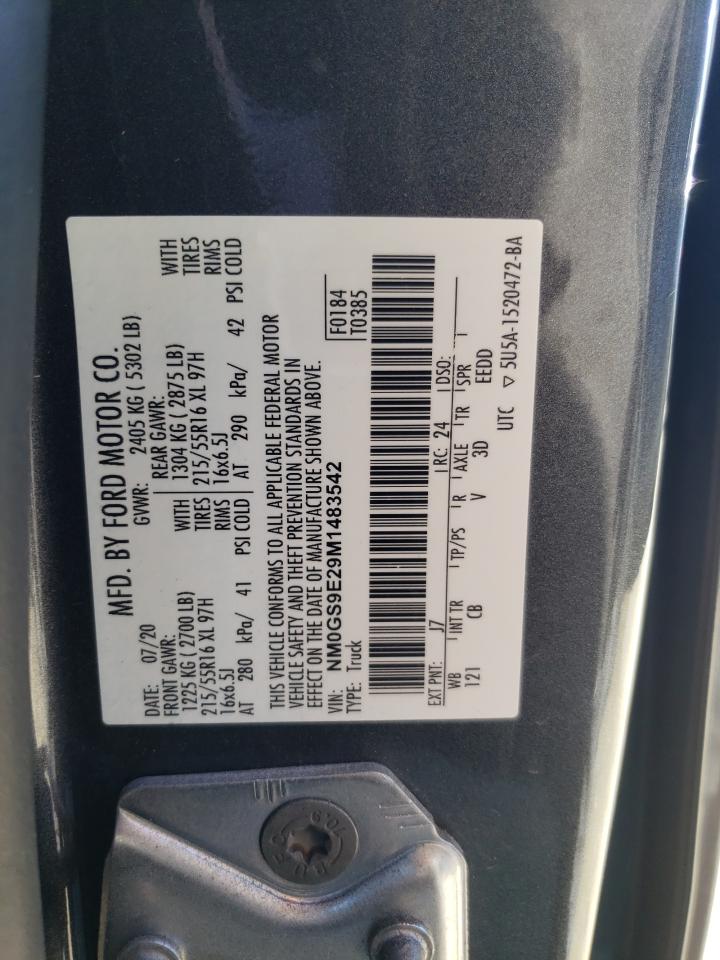 MFD. BY FORD MOTOR CO.
DATE: 07/20 GVWR: 2405 KG ( 5302 LB)
FRONT GAWR: REAR GAWR:
1225 KG ( 2700 LB) WITH 1304 KG ( 2875 LB) WITH
215/55R16 XL 97H TIRES 215/55R16 XL 97H TIRES
16x6.5J RIMS 16x6.5J RIMS
AT 280 kPa/ 41 PSI COLD AT 290 kPa/ 42 PSI COLD
THIS VEHICLE CONFORMS TO ALL APPLICABLE FEDERAL MOTOR
VEHICLE SAFETY AND THEFT PREVENTION STANDARDS IN
EFFECT ON THE DATE OF MANUFACTURE SHOWN ABOVE.
VIN: NM0GS9E29M1483542 F0184
TYPE: Truck T0385
EXT PNT: J7 RC: 24 DSO:
WB INT TR TP/PS R AXLE TR SPR
121 CB V 3D EEDD
UTC ▽ 5U5A-1520472-BA
10.9